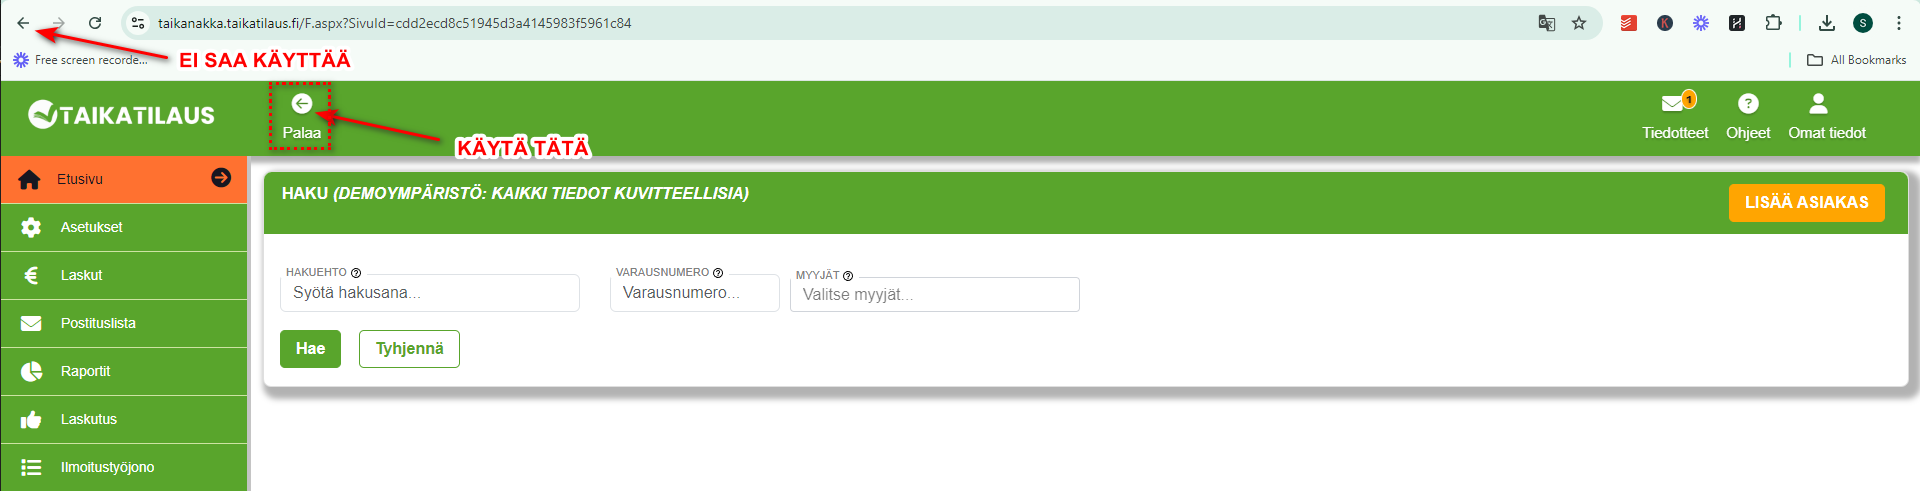 taikanakka.taikatilaus.fi/F.aspx?SivuId=cdd2ecd8c51945d3a4145983f5961c84
S
EI SAA KÄYTTÄÄ
Free screen recorde...
All Bookmarks
TAIKATILAUS
Palaa
KÄYTÄ TÄTÄ
1
Tiedotteet
Ohjeet
Omat tiedot
Etusivu
Asetukset
Laskut
Postituslista
Raportit
Laskutus
Ilmoitustyöjono
HAKU (DEMOYMPÄRISTÖ: KAIKKI TIEDOT KUVITTEELLISIA)
LISÄÄ ASIAKAS
HAKUEHTO
Syötä hakusana...
VARAUSNUMERO
Varausnumero...
MYYJÄT
Valitse myyjät...
Hae
Tyhjennä